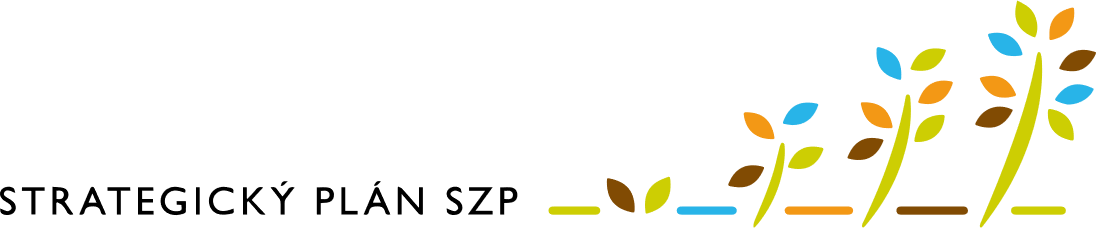 STRATEGICKÝ PLÁN SZP